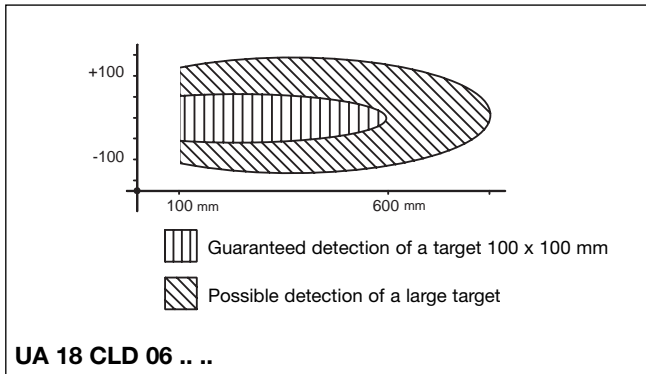 +100
-100
100 mm 600 mm
Guaranteed detection of a target 100 x 100 mm
Possible detection of a large target
UA 18 CLD 06 .. ..